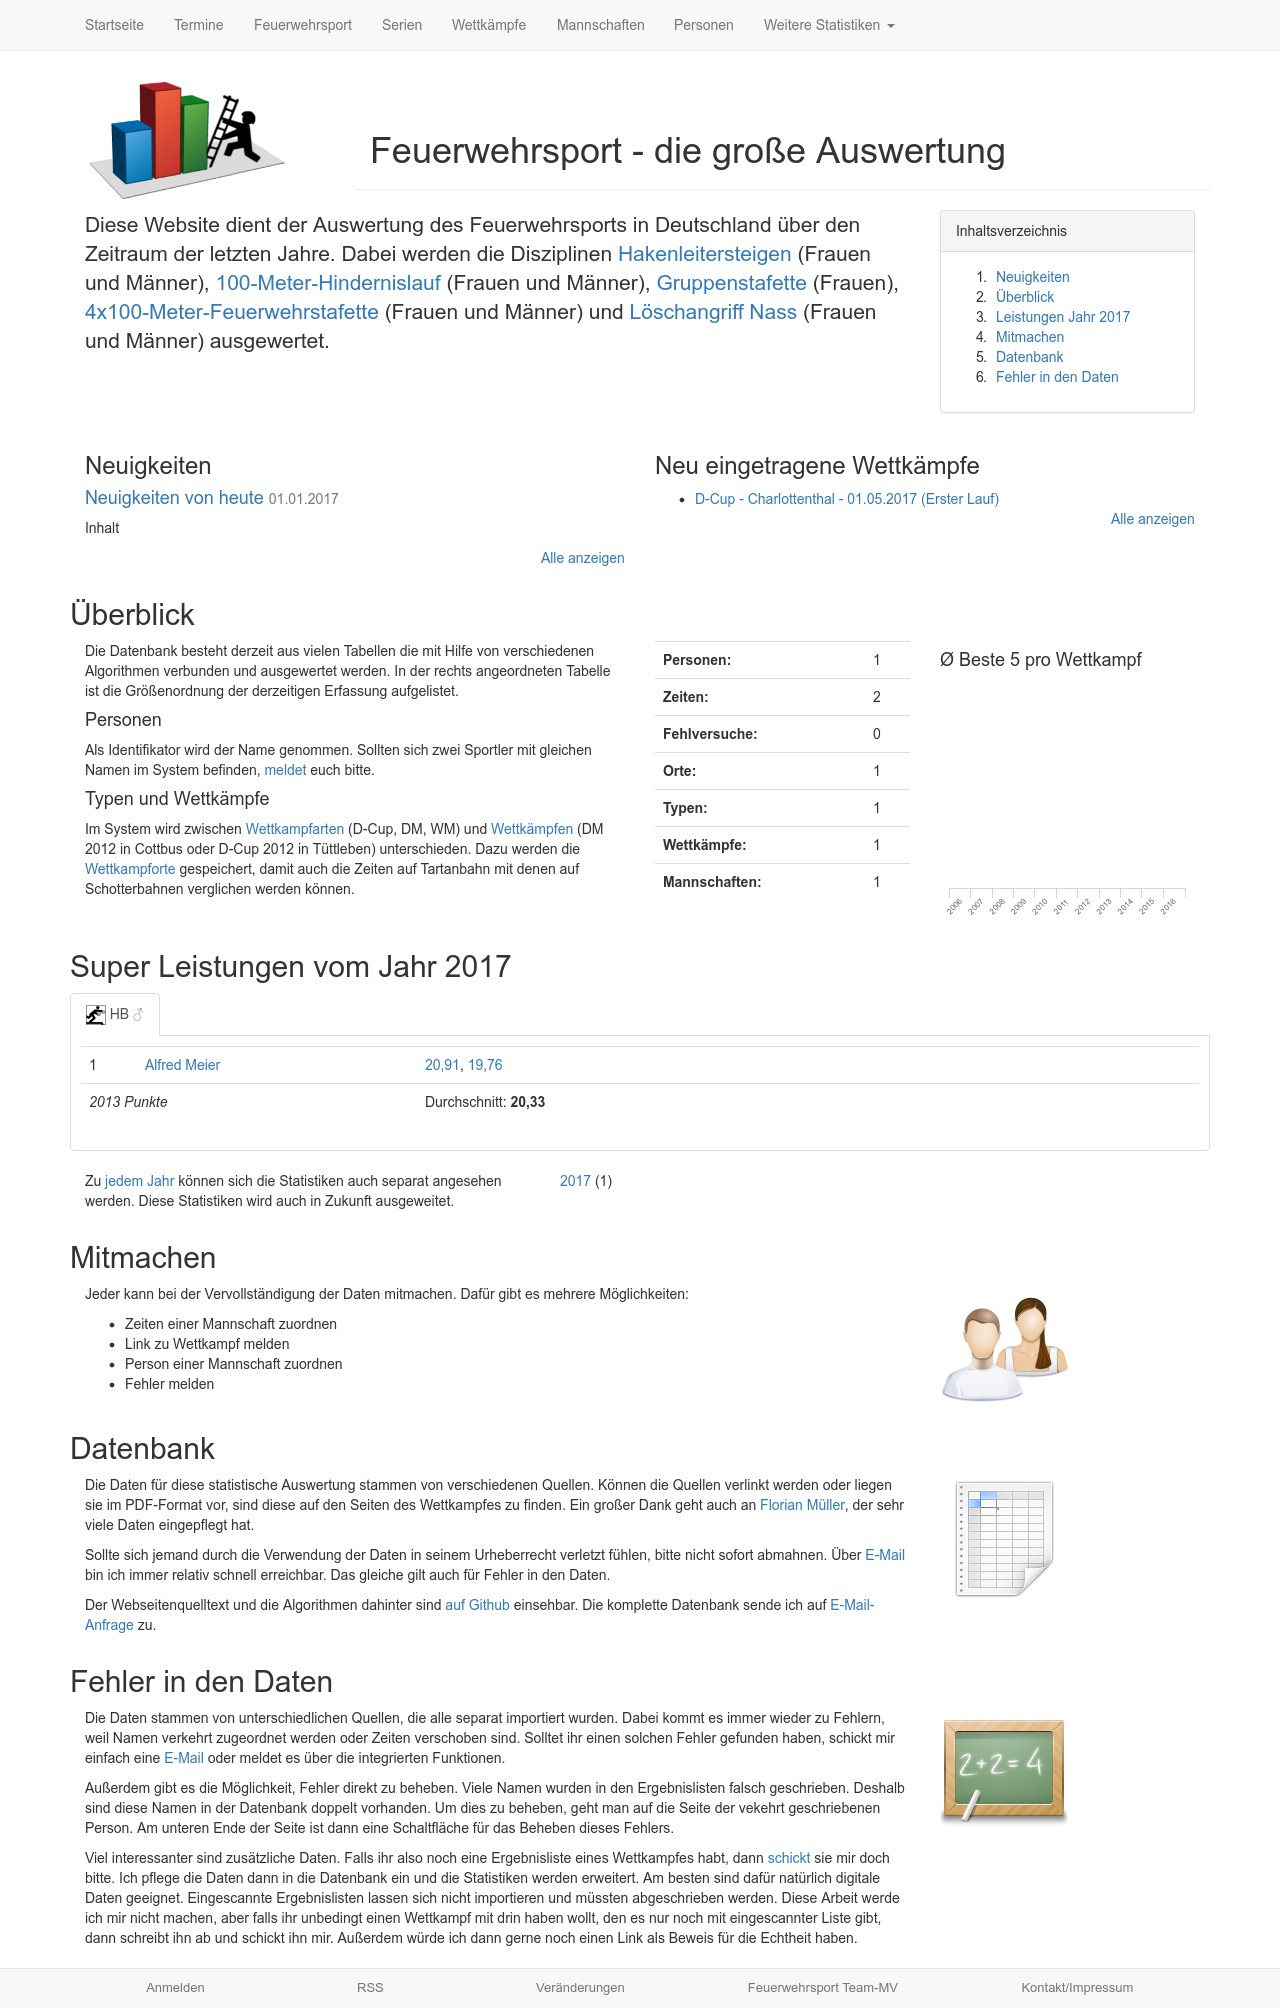 Startseite Termine Feuerwehrsport Serien Wettkämpfe Mannschaften Personen Weitere Statistiken
Feuerwehrsport - die große Auswertung
Diese Website dient der Auswertung des Feuerwehrsports in Deutschland über den
Zeitraum der letzten Jahre. Dabei werden die Disziplinen Hakenleitersteigen (Frauen
und Männer), 100-Meter-Hindernislauf (Frauen und Männer), Gruppenstafette (Frauen),
4x100-Meter-Feuerwehrstafette (Frauen und Männer) und Löschangriff Nass (Frauen
und Männer) ausgewertet.
Inhaltsverzeichnis
1. Neuigkeiten
2. Überblick
3. Leistungen Jahr 2017
4. Mitmachen
5. Datenbank
6. Fehler in den Daten
Neuigkeiten
Neuigkeiten von heute 01.01.2017
Inhalt
Alle anzeigen
Neu eingetragene Wettkämpfe
• D-Cup - Charlottenthal - 01.05.2017 (Erster Lauf)
Alle anzeigen
Überblick
Die Datenbank besteht derzeit aus vielen Tabellen die mit Hilfe von verschiedenen
Algorithmen verbunden und ausgewertet werden. In der rechts angeordneten Tabelle
ist die Größenordnung der derzeitigen Erfassung aufgelistet.
Personen
Als Identifikator wird der Name genommen. Sollten sich zwei Sportler mit gleichen
Namen im System befinden, meldet euch bitte.
Typen und Wettkämpfe
Im System wird zwischen Wettkampfarten (D-Cup, DM, WM) und Wettkämpfen (DM
2012 in Cottbus oder D-Cup 2012 in Tüttleben) unterschieden. Dazu werden die
Wettkampforte gespeichert, damit auch die Zeiten auf Tartanbahn mit denen auf
Schotterbahnen verglichen werden können.
Personen: 1
Zeiten: 2
Fehlversuche: 0
Orte: 1
Typen: 1
Wettkämpfe: 1
Mannschaften: 1
Ø Beste 5 pro Wettkampf
2006 2007 2008 2009 2010 2011 2012 2013 2014 2015 2016
Super Leistungen vom Jahr 2017
HB ♂
1 Alfred Meier 20,91, 19,76
2013 Punkte Durchschnitt: 20,33
Zu jedem Jahr können sich die Statistiken auch separat angesehen
werden. Diese Statistiken wird auch in Zukunft ausgeweitet.
2017 (1)
Mitmachen
Jeder kann bei der Vervollständigung der Daten mitmachen. Dafür gibt es mehrere Möglichkeiten:
• Zeiten einer Mannschaft zuordnen
• Link zu Wettkampf melden
• Person einer Mannschaft zuordnen
• Fehler melden
Datenbank
Die Daten für diese statistische Auswertung stammen von verschiedenen Quellen. Können die Quellen verlinkt werden oder liegen
sie im PDF-Format vor, sind diese auf den Seiten des Wettkampfes zu finden. Ein großer Dank geht auch an Florian Müller, der sehr
viele Daten eingepflegt hat.
Sollte sich jemand durch die Verwendung der Daten in seinem Urheberrecht verletzt fühlen, bitte nicht sofort abmahnen. Über E-Mail
bin ich immer relativ schnell erreichbar. Das gleiche gilt auch für Fehler in den Daten.
Der Webseitenquelltext und die Algorithmen dahinter sind auf Github einsehbar. Die komplette Datenbank sende ich auf E-Mail-
Anfrage zu.
Fehler in den Daten
Die Daten stammen von unterschiedlichen Quellen, die alle separat importiert wurden. Dabei kommt es immer wieder zu Fehlern,
weil Namen verkehrt zugeordnet werden oder Zeiten verschoben sind. Solltet ihr einen solchen Fehler gefunden haben, schickt mir
einfach eine E-Mail oder meldet es über die integrierten Funktionen.
2+2=4
Außerdem gibt es die Möglichkeit, Fehler direkt zu beheben. Viele Namen wurden in den Ergebnislisten falsch geschrieben. Deshalb
sind diese Namen in der Datenbank doppelt vorhanden. Um dies zu beheben, geht man auf die Seite der vekehrt geschriebenen
Person. Am unteren Ende der Seite ist dann eine Schaltfläche für das Beheben dieses Fehlers.
Viel interessanter sind zusätzliche Daten. Falls ihr also noch eine Ergebnisliste eines Wettkampfes habt, dann schickt sie mir doch
bitte. Ich pflege die Daten dann in die Datenbank ein und die Statistiken werden erweitert. Am besten sind dafür natürlich digitale
Daten geeignet. Eingescannte Ergebnislisten lassen sich nicht importieren und müssten abgeschrieben werden. Diese Arbeit werde
ich mir nicht machen, aber falls ihr unbedingt einen Wettkampf mit drin haben wollt, den es nur noch mit eingescannter Liste gibt,
dann schreibt ihn ab und schickt ihn mir. Außerdem würde ich dann gerne noch einen Link als Beweis für die Echtheit haben.
Anmelden RSS Veränderungen Feuerwehrsport Team-MV Kontakt/Impressum